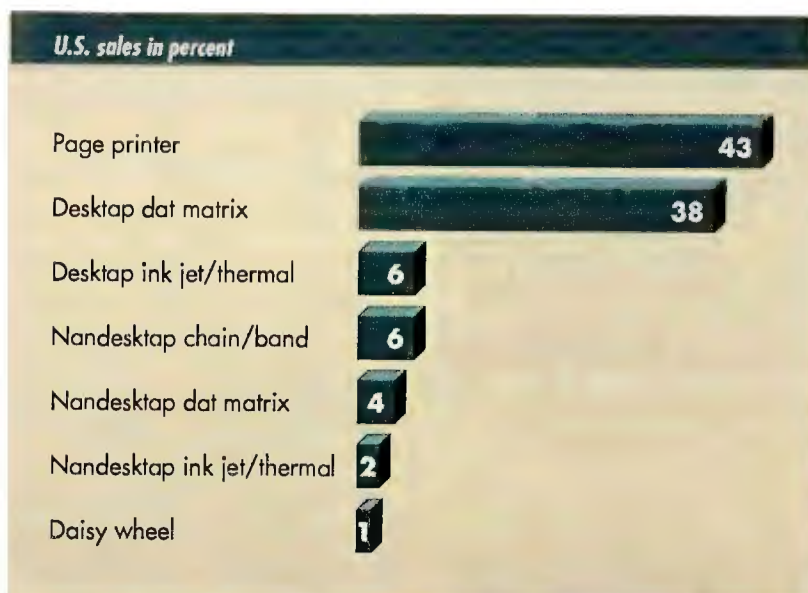 U.S. sales in percent
Page printer 43
Desktap dat matrix 38
Desktap ink jet/thermal 6
Nandesktap chain/band 6
Nandesktap dat matrix 4
Nandesktap ink jet/thermal 2
Daisy wheel 1